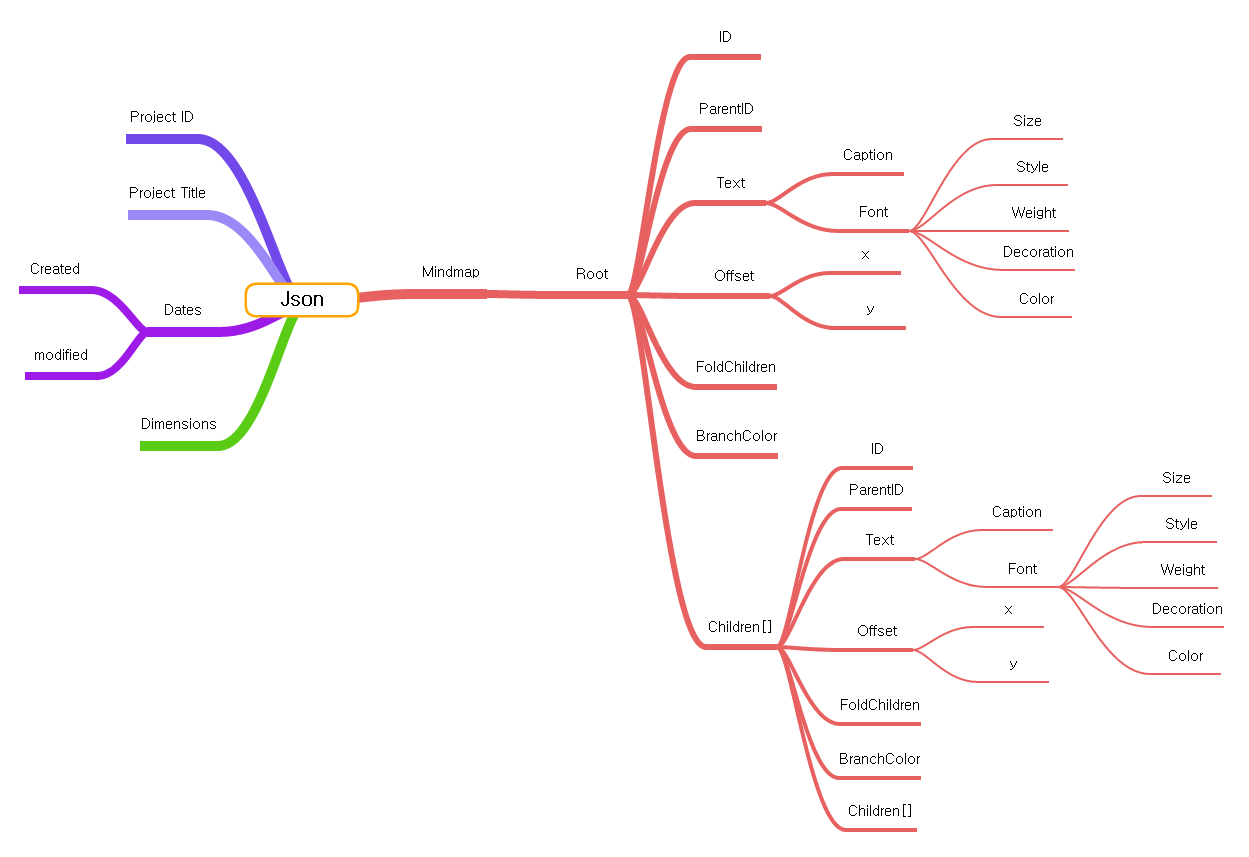 Json
Project ID
Project Title
Dates
Created
modified
Dimensions
Mindmap
Root
ID
ParentID
Text
Caption
Font
Size
Style
Weight
Decoration
Color
Offset
x
y
FoldChildren
BranchColor
Children[]
ID
ParentID
Text
Caption
Font
Size
Style
Weight
Decoration
Color
Offset
x
y
FoldChildren
BranchColor
Children[]